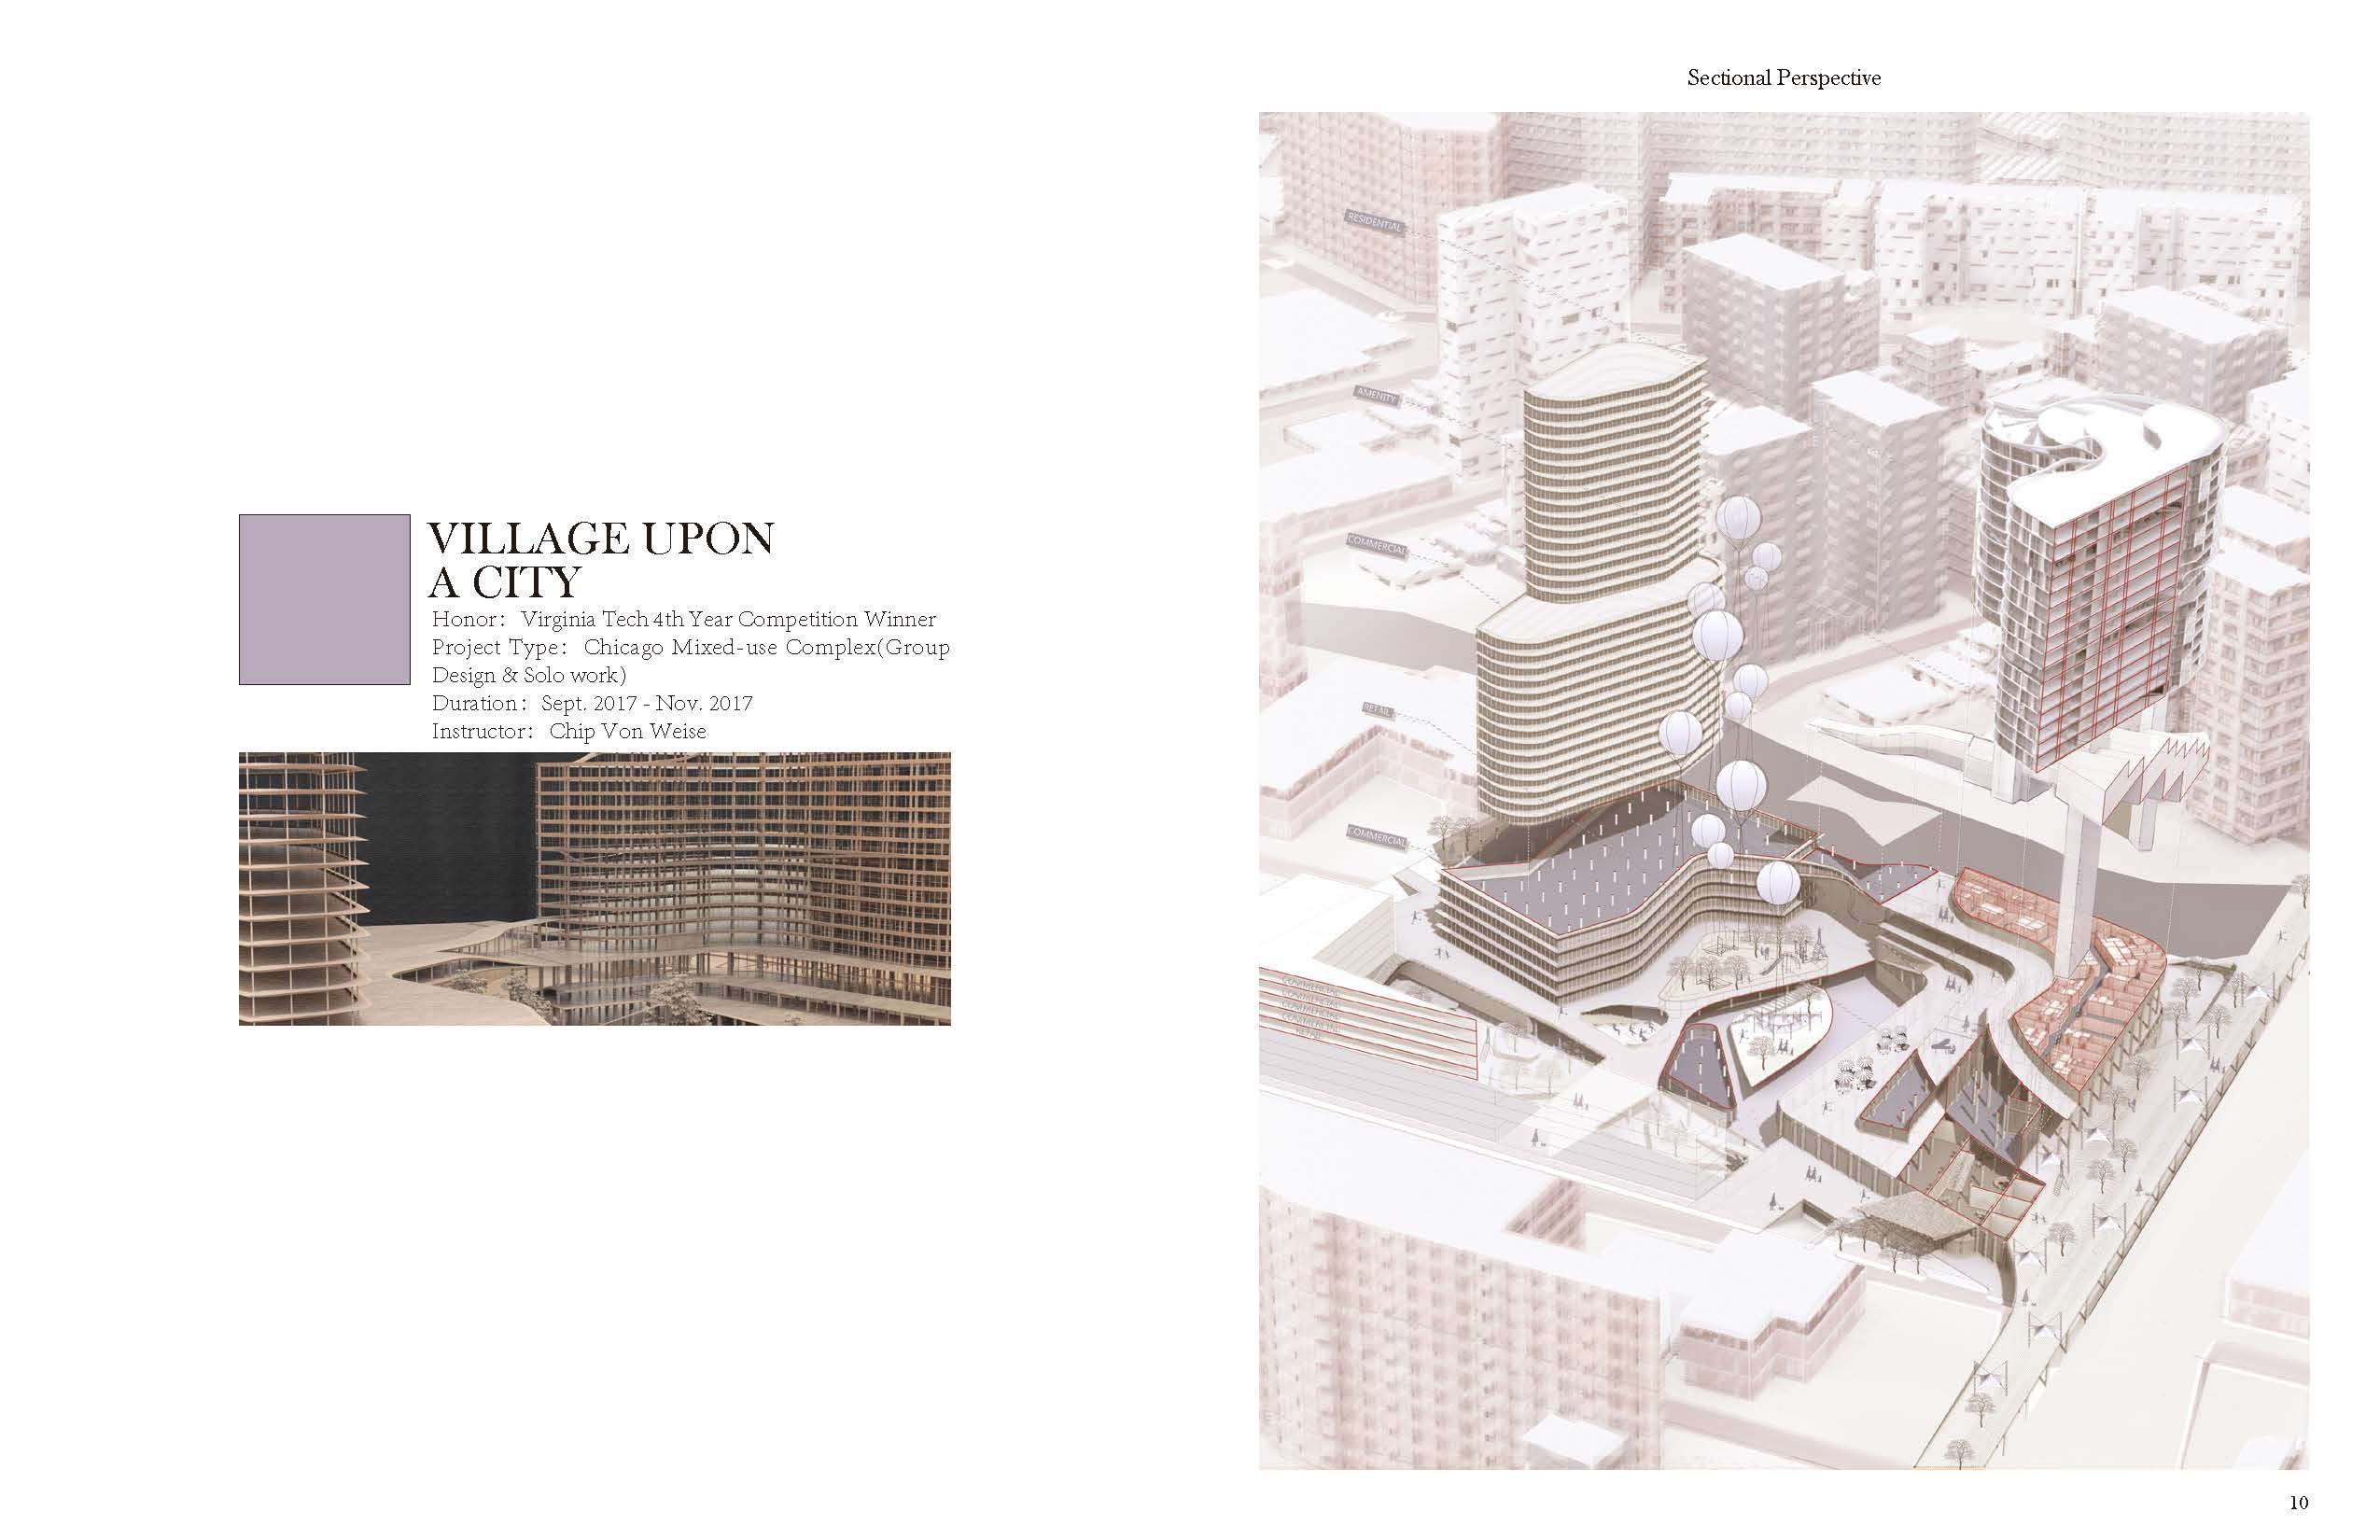 Sectional Perspective
RESIDENTIAL
AMENITY
COMMERCIAL
RETAIL
COMMERCIAL
COMMERCIAL
COMMERCIAL
COMMERCIAL
COMMERCIAL
RETAIL
VILLAGE UPON
A CITY
Honor: Virginia Tech 4th Year Competition Winner
Project Type: Chicago Mixed-use Complex(Group
Design & Solo work)
Duration: Sept. 2017 - Nov. 2017
Instructor: Chip Von Weise
10